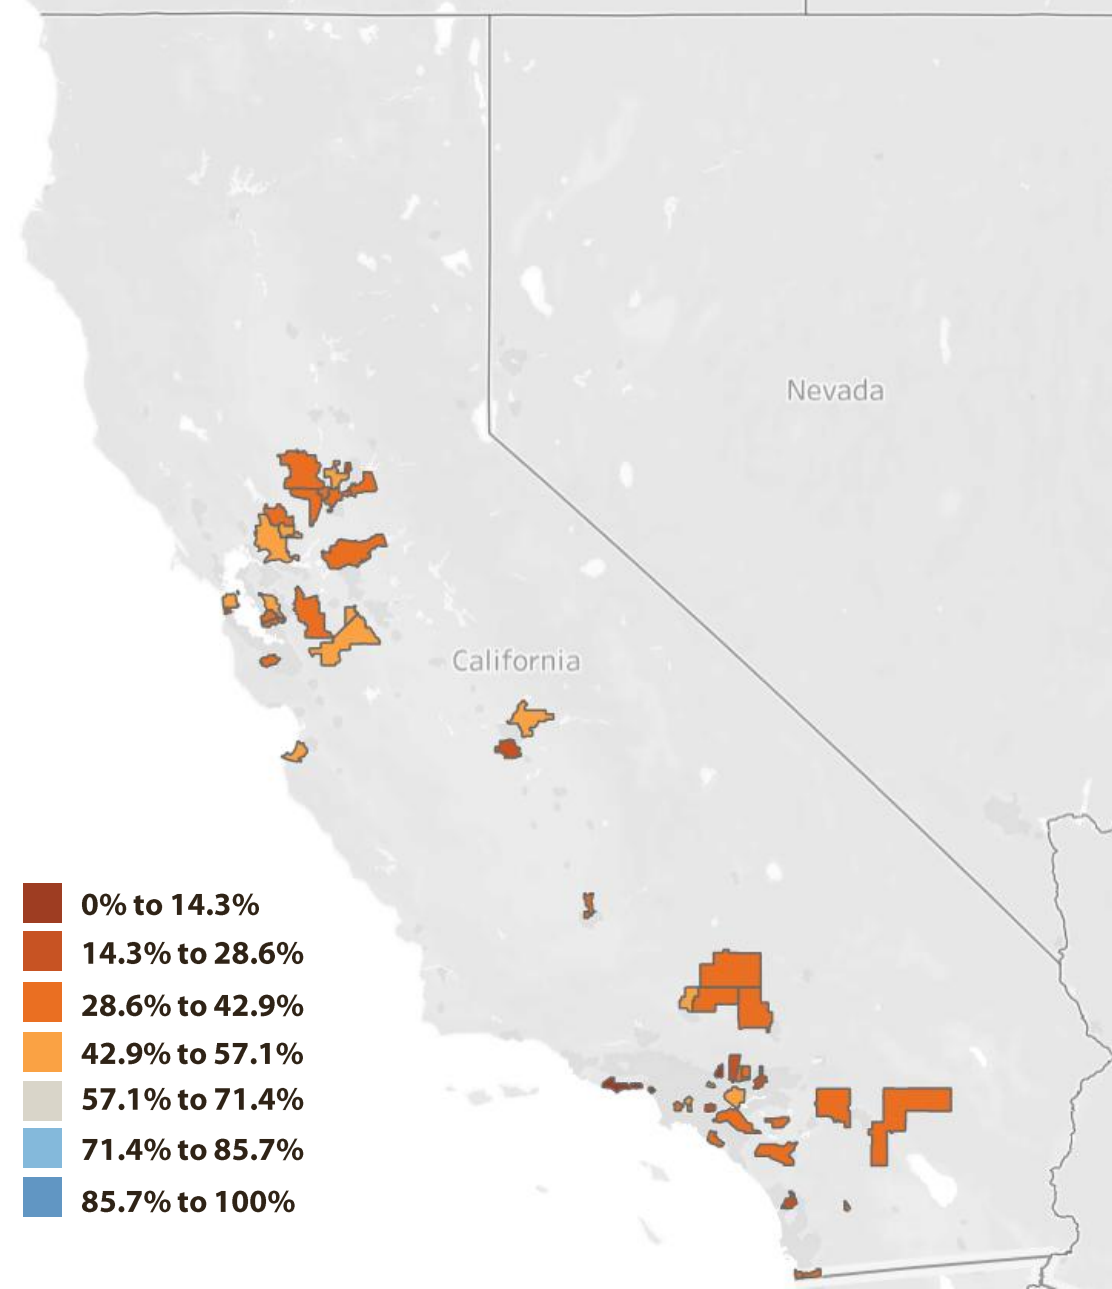 Nevada
California
0% to 14.3%
14.3% to 28.6%
28.6% to 42.9%
42.9% to 57.1%
57.1% to 71.4%
71.4% to 85.7%
85.7% to 100%